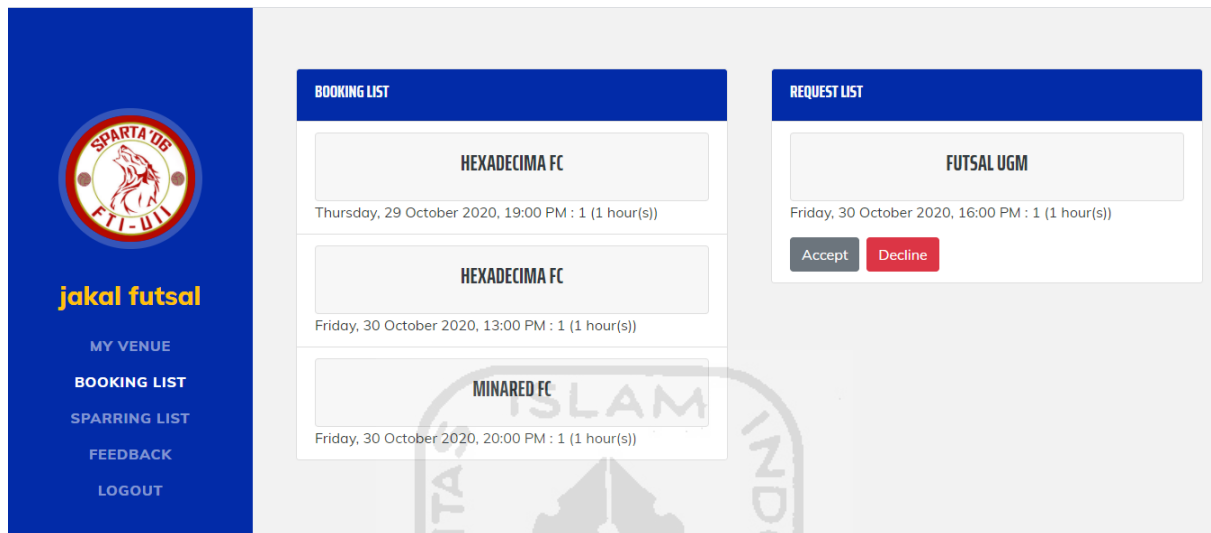 SPARTA'06
FTI-UII
jakal futsal
MY VENUE
BOOKING LIST
SPARRING LIST
FEEDBACK
LOGOUT
BOOKING LIST
HEXADECIMA FC
Thursday, 29 October 2020, 19:00 PM : 1 (1 hour(s))
HEXADECIMA FC
Friday, 30 October 2020, 13:00 PM : 1 (1 hour(s))
MINARED FC
Friday, 30 October 2020, 20:00 PM : 1 (1 hour(s))
REQUEST LIST
FUTSAL UGM
Friday, 30 October 2020, 16:00 PM : 1 (1 hour(s))
Accept Decline
ITAS ISLAM INDO